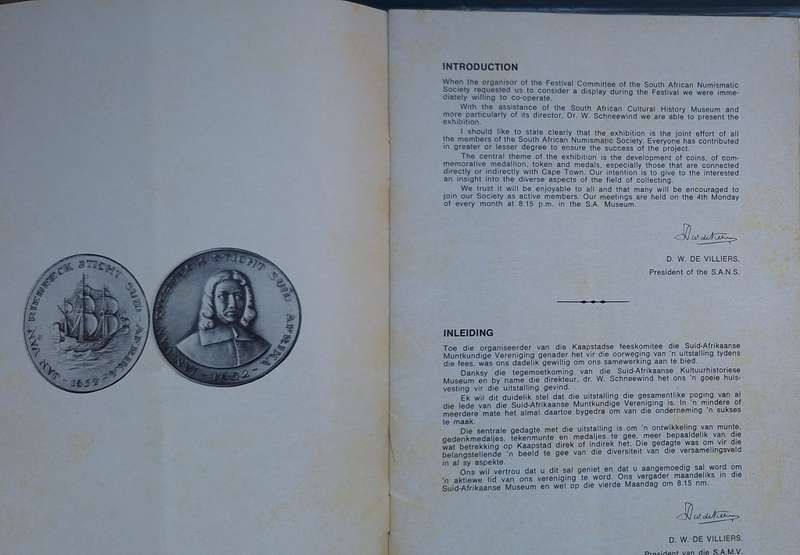 JAN VAN RIEBEECK STICHT SUID AFRIKA
- 1652 -
JAN VAN RIEBEECK STICHT SUID AFRIKA
- 1652 -
INTRODUCTION
When the organisor of the Festival Committee of the South African Numismatic
Society requested us to consider a display during the Festival we were imme-
diately willing to co-operate.
With the assistance of the South African Cultural History Museum and
more particularly of its director, Dr. W. Schneewind we are able to present the
exhibition.
I should like to state clearly that the exhibition is the joint effort of all
the members of the South African Numismatic Society. Everyone has contributed
in greater or lesser degree to ensure the success of the project.
The central theme of the exhibition is the development of coins, of com-
memorative medallion, token and medals, especially those that are connected
directly or indirectly with Cape Town. Our intention is to give to the interested
an insight into the diverse aspects of the field of collecting.
We trust it will be enjoyable to all and that many will be encouraged to
join our Society as active members. Our meetings are held on the 4th Monday
of every month at 8.15 p.m. in the S.A. Museum.
D. W. DE VILLIERS,
President of the S.A.N.S.
INLEIDING
Toe die organiseerder van die Kaapstadse feeskomitee die Suid-Afrikaanse
Muntkundige Vereniging genader het vir die oorweging van 'n uitstalling tydens
die fees, was ons dadelik gewillig om ons samewerking aan te bied.
Danksy die tegemoetkoming van die Suid-Afrikaanse Kultuurhistoriese
Museum en by name die direkteur, dr. W. Schneewind het ons 'n goeie huis-
vesting vir die uitstalling gevind.
Ek wil dit duidelik stel dat die uitstalling die gesamentlike poging van al
die lede van die Suid-Afrikaanse Muntkundige Vereniging is. In 'n mindere of
meerdere mate het almal daartoe bygedra om van die onderneming 'n sukses
te maak.
Die sentrale gedagte met die uitstalling is om 'n ontwikkeling van munte,
gedenkmedaljes, tekenmunte en medaljes te gee, meer bepaaldelik van die
wat betrekking op Kaapstad direk of indirek het. Die gedagte was om vir die
belangstellende 'n beeld te gee van die diversiteit van die versamelingsveld
in al sy aspekte.
Ons wil vertrou dat u dit sal geniet en dat u aangemoedig sal word om
'n aktiewe lid van ons vereniging te word. Ons vergader maandeliks in die
Suid-Afrikaanse Museum en wel op die vierde Maandag om 8.15 nm.
D. W. DE VILLIERS,
President van die S.A.M.V.